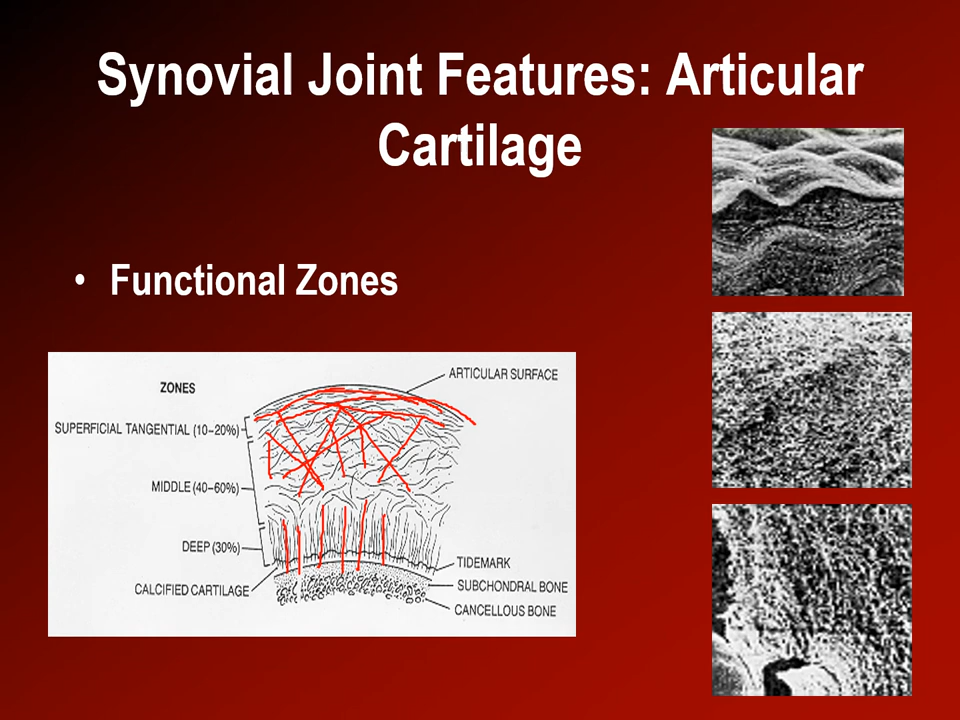 Synovial Joint Features: Articular
Cartilage
• Functional Zones
ZONES
ARTICULAR SURFACE
SUPERFICIAL TANGENTIAL (10–20%)
MIDDLE (40–60%)
DEEP (30%)
CALCIFIED CARTILAGE
TIDEMARK
SUBCHONDRAL BONE
CANCELLOUS BONE